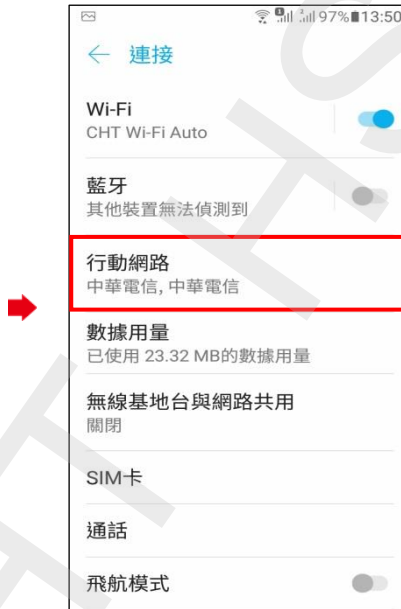 97% 13:50
連接
Wi-Fi
CHT Wi-Fi Auto
藍牙
其他裝置無法偵測到
行動網路
中華電信, 中華電信
數據用量
已使用 23.32 MB的數據用量
無線基地台與網路共用
關閉
SIM卡
通話
飛航模式